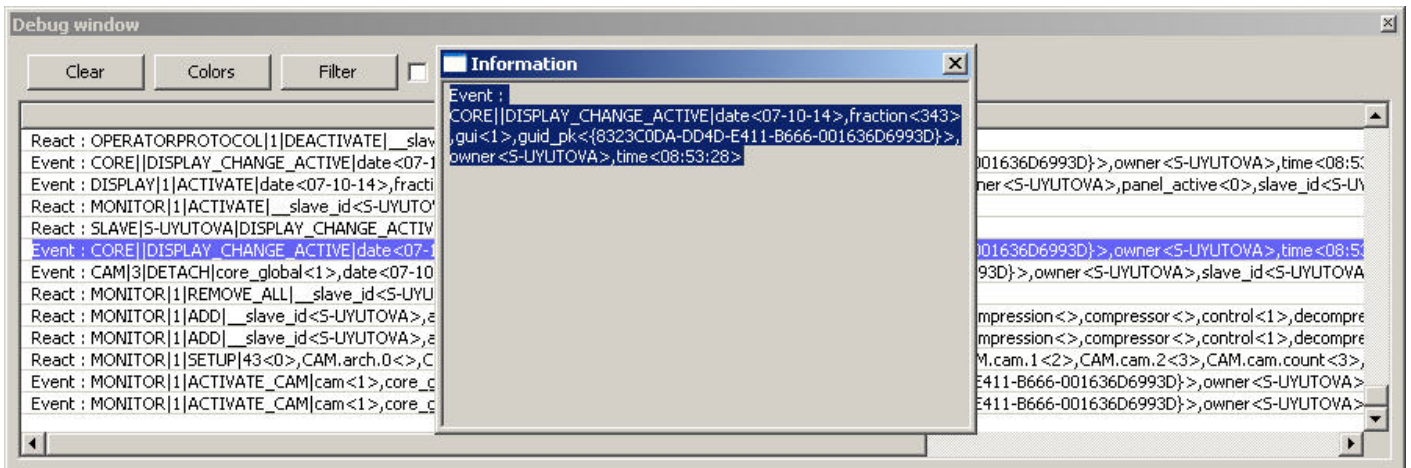 Debug window
Clear
Colors
Filter
Information
Event :
CORE||DISPLAY_CHANGE_ACTIVE|date<07-10-14>,fraction<343>
,gui<1>,guid_pk<{8323C0DA-DD4D-E411-B666-001636D6993D}>,
owner<S-UYUTOVA>,time<08:53:28>
React : OPERATORPROTOCOL|1|DEACTIVATE|__slav
Event : CORE||DISPLAY_CHANGE_ACTIVE|date<07-1 001636D6993D}>,owner<S-UYUTOVA>,time<08:53
Event : DISPLAY|1|ACTIVATE|date<07-10-14>,fracti ner<S-UYUTOVA>,panel_active<0>,slave_id<S-UY
React : MONITOR|1|ACTIVATE|__slave_id<S-UYUTO
React : SLAVE|S-UYUTOVA|DISPLAY_CHANGE_ACTIV
Event : CORE||DISPLAY_CHANGE_ACTIVE|date<07-1 001636D6993D}>,owner<S-UYUTOVA>,time<08:53
Event : CAM|3|DETACH|core_global<1>,date<07-10 93D}>,owner<S-UYUTOVA>,slave_id<S-UYUTOVA
React : MONITOR|1|REMOVE_ALL|__slave_id<S-UYU
React : MONITOR|1|ADD|__slave_id<S-UYUTOVA>,a mpression<>,compressor<>,control<1>,decompre
React : MONITOR|1|ADD|__slave_id<S-UYUTOVA>,a mpression<>,compressor<>,control<1>,decompre
React : MONITOR|1|SETUP|43<0>,CAM.arch.0<>,C M.cam.1<2>,CAM.cam.2<3>,CAM.cam.count<3>,
Event : MONITOR|1|ACTIVATE_CAM|cam<1>,core_g E411-B666-001636D6993D}>,owner<S-UYUTOVA>
Event : MONITOR|1|ACTIVATE_CAM|cam<1>,core_g E411-B666-001636D6993D}>,owner<S-UYUTOVA>